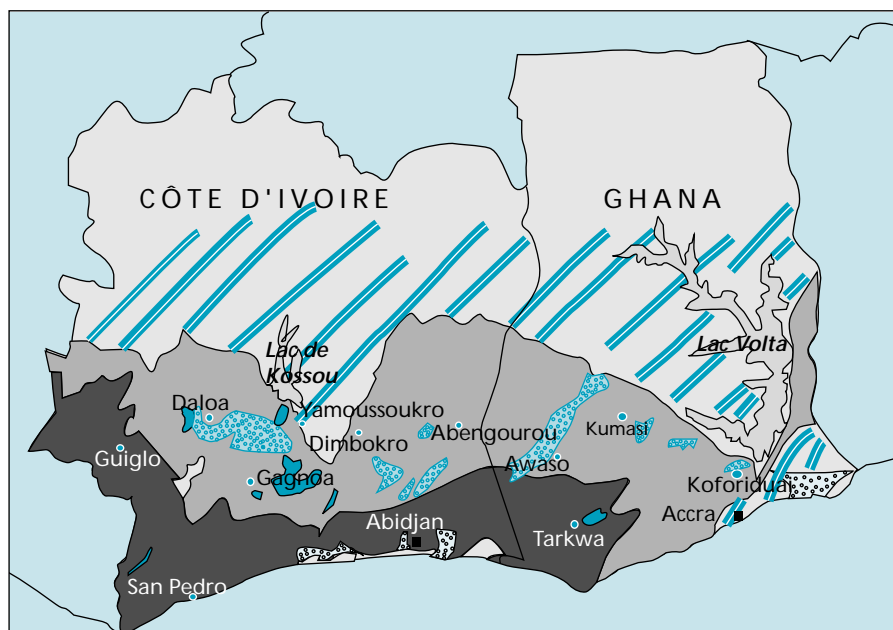 CÔTE D'IVOIRE
GHANA
Lac de
Kossou
Lac Volta
Daloa
Yamoussoukro
Dimbokro
Abengourou
Kumasi
Guiglo
Gagnoa
Awaso
Koforidua
Abidjan
Accra
Tarkwa
San Pedro